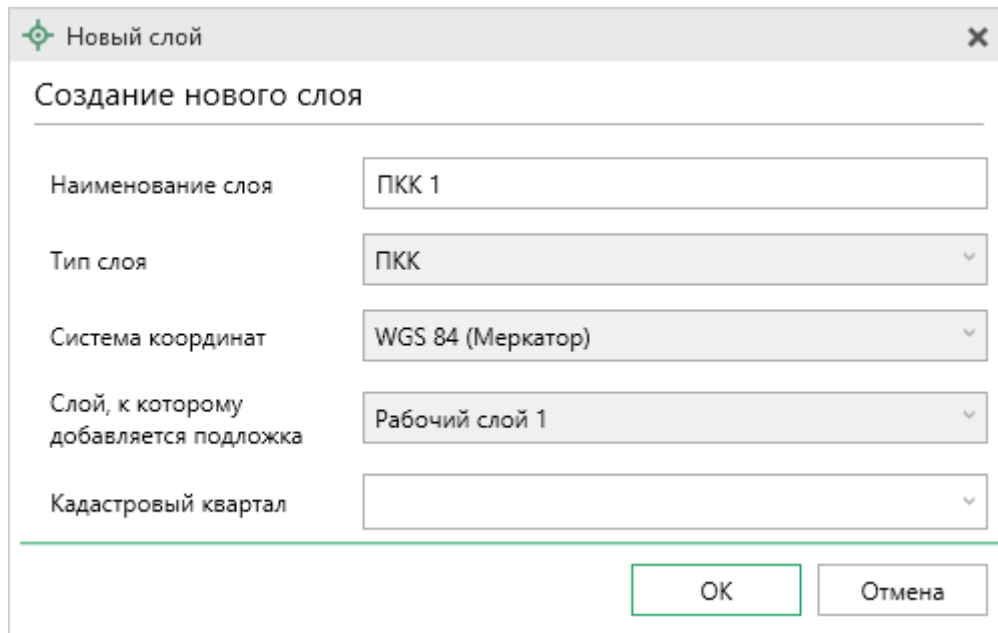 Новый слой
Создание нового слоя
Наименование слоя
ПКК 1
Тип слоя
ПКК
Система координат
WGS 84 (Меркатор)
Слой, к которому
добавляется подложка
Рабочий слой 1
Кадастровый квартал
ОК
Отмена